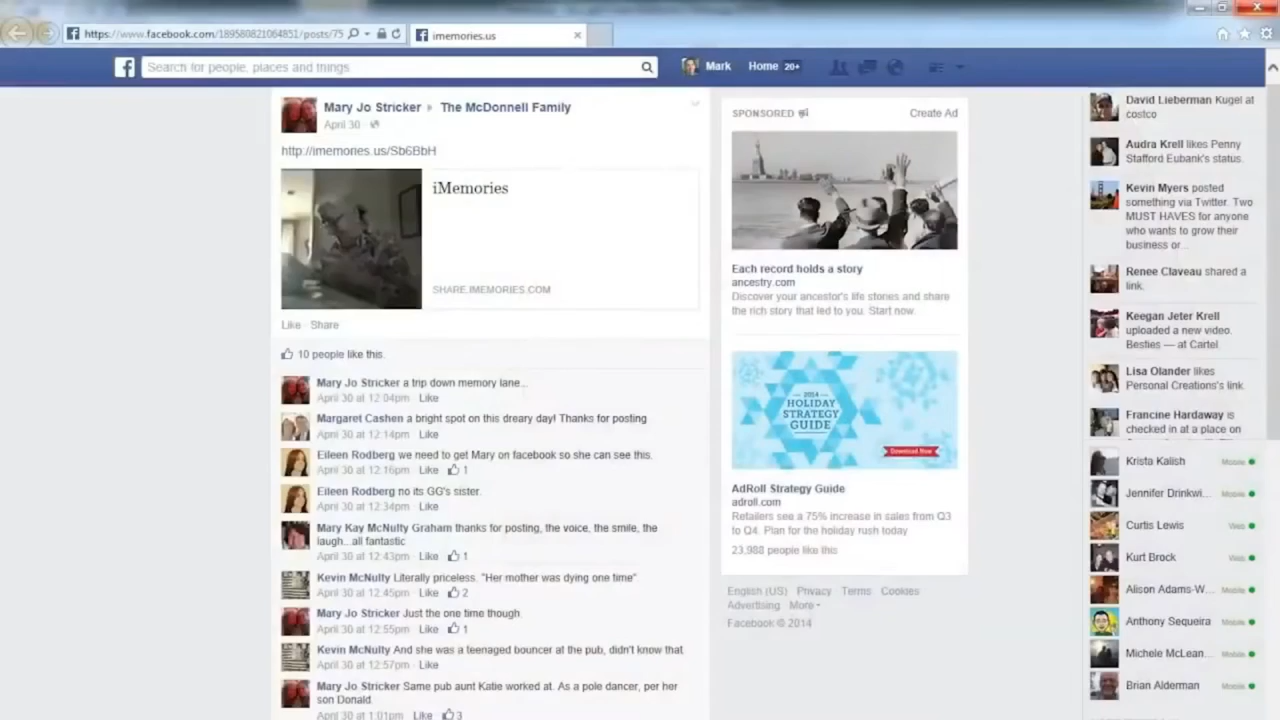 https://www.facebook.com/189580821064851/posts/75
imemories.us
Search for people, places and things
Mark
Home 20+
Mary Jo Stricker ▸ The McDonnell Family
April 30
http://imemories.us/Sb6BbH
iMemories
SHARE.IMEMORIES.COM
Like · Share
10 people like this.
Mary Jo Stricker a trip down memory lane...
April 30 at 12:04pm · Like
Margaret Cashen a bright spot on this dreary day! Thanks for posting
April 30 at 12:14pm · Like
Eileen Rodberg we need to get Mary on facebook so she can see this.
April 30 at 12:16pm · Like · 1
Eileen Rodberg no its GG's sister.
April 30 at 12:34pm · Like
Mary Kay McNulty Graham thanks for posting, the voice, the smile, the
laugh...all fantastic
April 30 at 12:43pm · Like · 1
Kevin McNulty Literally priceless. "Her mother was dying one time"
April 30 at 12:45pm · Like · 2
Mary Jo Stricker Just the one time though.
April 30 at 12:55pm · Like · 1
Kevin McNulty And she was a teenaged bouncer at the pub, didn't know that
April 30 at 12:57pm · Like
Mary Jo Stricker Same pub aunt Katie worked at. As a pole dancer, per her
son Donald.
April 30 at 1:01pm · Like · 3
SPONSORED
Create Ad
Each record holds a story
ancestry.com
Discover your ancestor's life stories and share
the rich story that led to you. Start now.
2014
HOLIDAY
STRATEGY
GUIDE
Download Now
AdRoll Strategy Guide
adroll.com
Retailers see a 75% increase in sales from Q3
to Q4. Plan for the holiday rush today
23,988 people like this
English (US) · Privacy · Terms · Cookies ·
Advertising · More
Facebook © 2014
David Lieberman Kugel at
costco
Audra Krell likes Penny
Stafford Eubank's status.
Kevin Myers posted
something via Twitter. Two
MUST HAVES for anyone
who wants to grow their
business or...
Renee Claveau shared a
link.
Keegan Jeter Krell
uploaded a new video.
Besties — at Cartel.
Lisa Olander likes
Personal Creations's link.
Francine Hardaway is
checked in at a place on
Krista Kalish Mobile
Jennifer Drinkwi... Mobile
Curtis Lewis Web
Kurt Brock Web
Alison Adams-W... Mobile
Anthony Sequeira Mobile
Michele McLean... Mobile
Brian Alderman Mobile